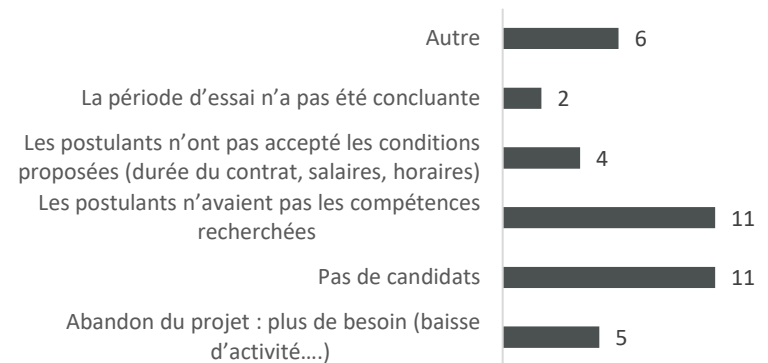 Autre
6
La période d’essai n’a pas été concluante
2
Les postulants n’ont pas accepté les conditions
proposées (durée du contrat, salaires, horaires)
4
Les postulants n’avaient pas les compétences
recherchées
11
Pas de candidats
11
Abandon du projet : plus de besoin (baisse
d’activité….)
5